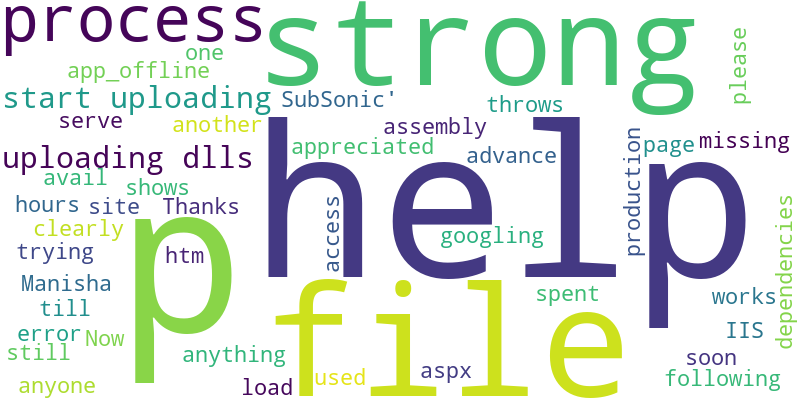 process
strong
one
app_offline
please
start uploading
SubSonic'
throws
serve
another
assembly
missing
page
production
uploading dlls
appreciated
advance
help
avail
shows
hours
site
Thanks
access
dependencies
clearly
googling
p
trying
htm
Manisha
file
spent
works
till
error
Now
IIS
still
anything
soon
anyone
load
used
aspx
following